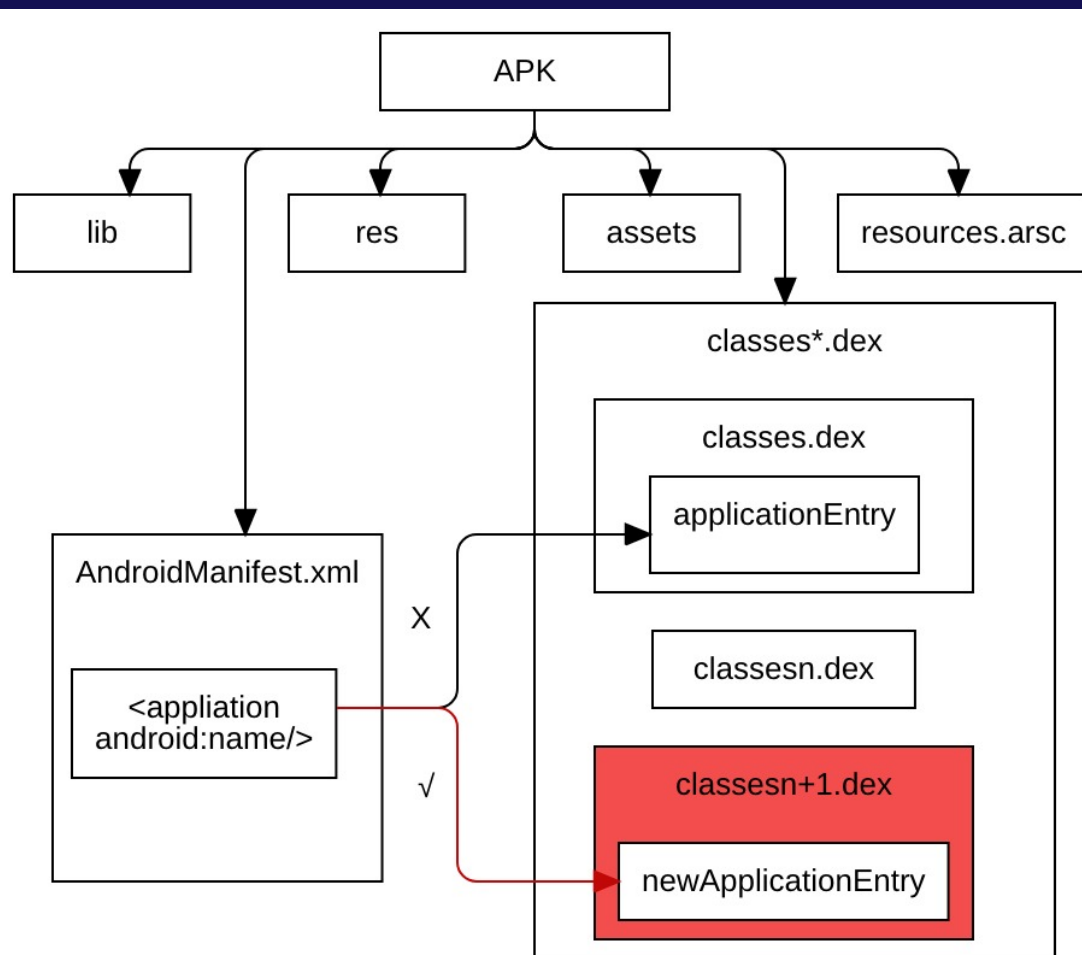 APK
lib
res
assets
resources.arsc
classes*.dex
classes.dex
applicationEntry
AndroidManifest.xml
X
classesn.dex
<appliation
android:name/>
√
classesn+1.dex
newApplicationEntry